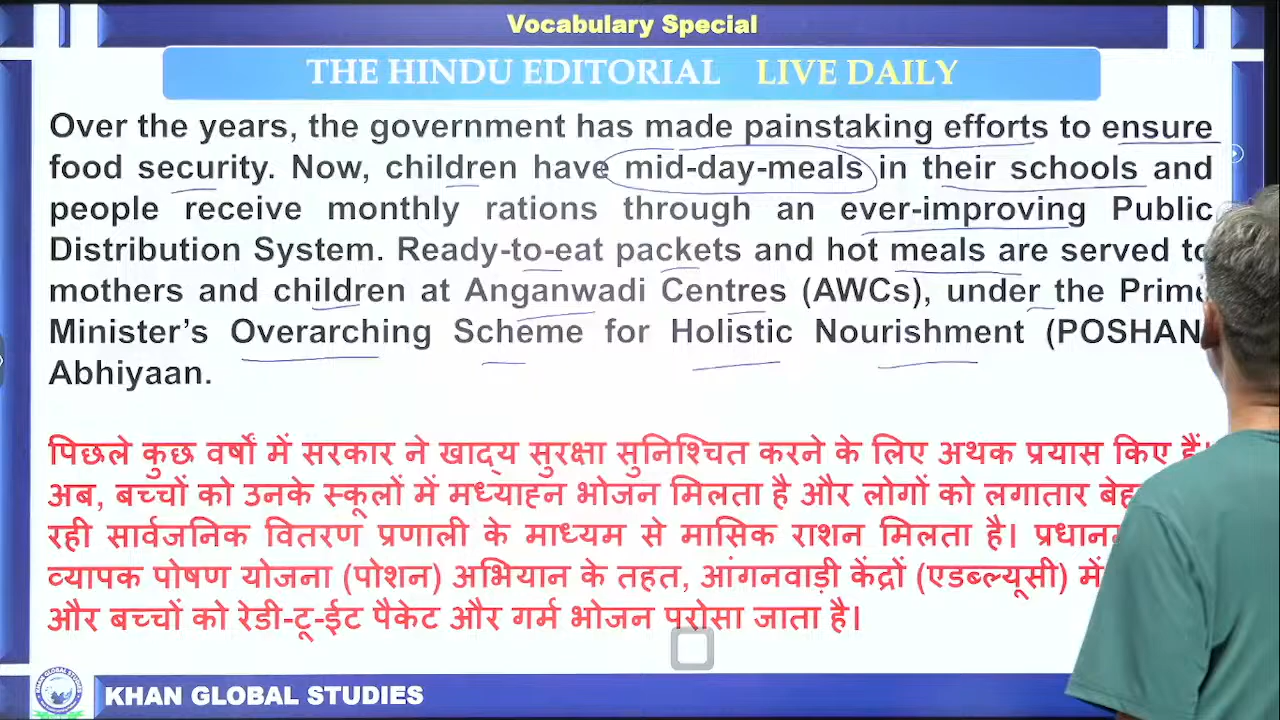 Vocabulary Special
THE HINDU EDITORIAL LIVE DAILY
Over the years, the government has made painstaking efforts to ensure
food security. Now, children have mid-day-meals in their schools and
people receive monthly rations through an ever-improving Public
Distribution System. Ready-to-eat packets and hot meals are served to
mothers and children at Anganwadi Centres (AWCs), under the Prime
Minister's Overarching Scheme for Holistic Nourishment (POSHAN
Abhiyaan.
पिछले कुछ वर्षों में सरकार ने खाद्य सुरक्षा सुनिश्चित करने के लिए अथक प्रयास किए हैं।
अब, बच्चों को उनके स्कूलों में मध्याह्न भोजन मिलता है और लोगों को लगातार
रही सार्वजनिक वितरण प्रणाली के माध्यम से मासिक राशन मिलता है।
व्यापक पोषण योजना (पोशन) अभियान के तहत, आंगनवाड़ी केंद्रों (एडब्ल्यूसी) में
और बच्चों को रेडी-टू-ईट पैकेट और गर्म भोजन परोसा जाता है।
KHAN GLOBAL STUDIES